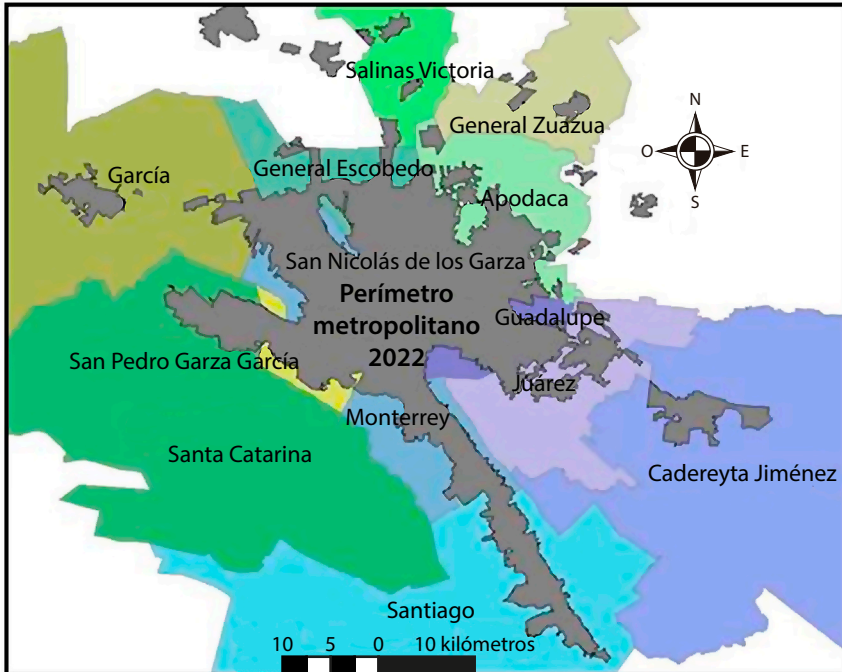 Salinas Victoria
General Zuazua
N
O
E
S
García
General Escobedo
Apodaca
San Nicolás de los Garza
Perímetro
metropolitano
2022
Guadalupe
San Pedro Garza García
Juárez
Monterrey
Santa Catarina
Cadereyta Jiménez
Santiago
10 5 0 10 kilómetros